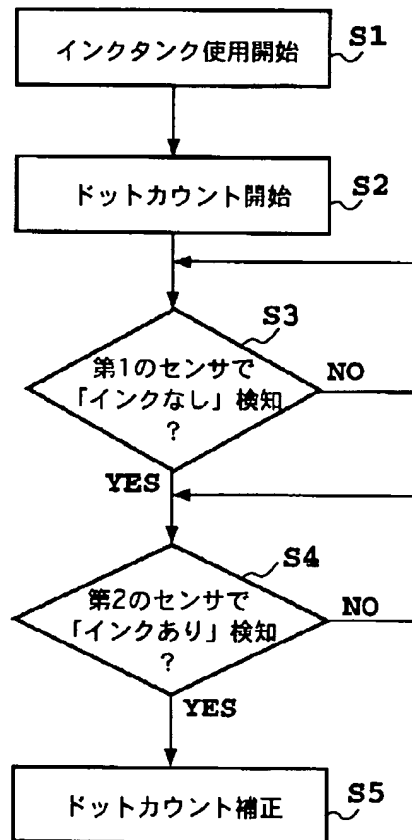 インクタンク使用開始
S1
ドットカウント開始
S2
S3
第1のセンサで
「インクなし」検知
?
NO
YES
S4
第2のセンサで
「インクあり」検知
?
NO
YES
ドットカウント補正
S5